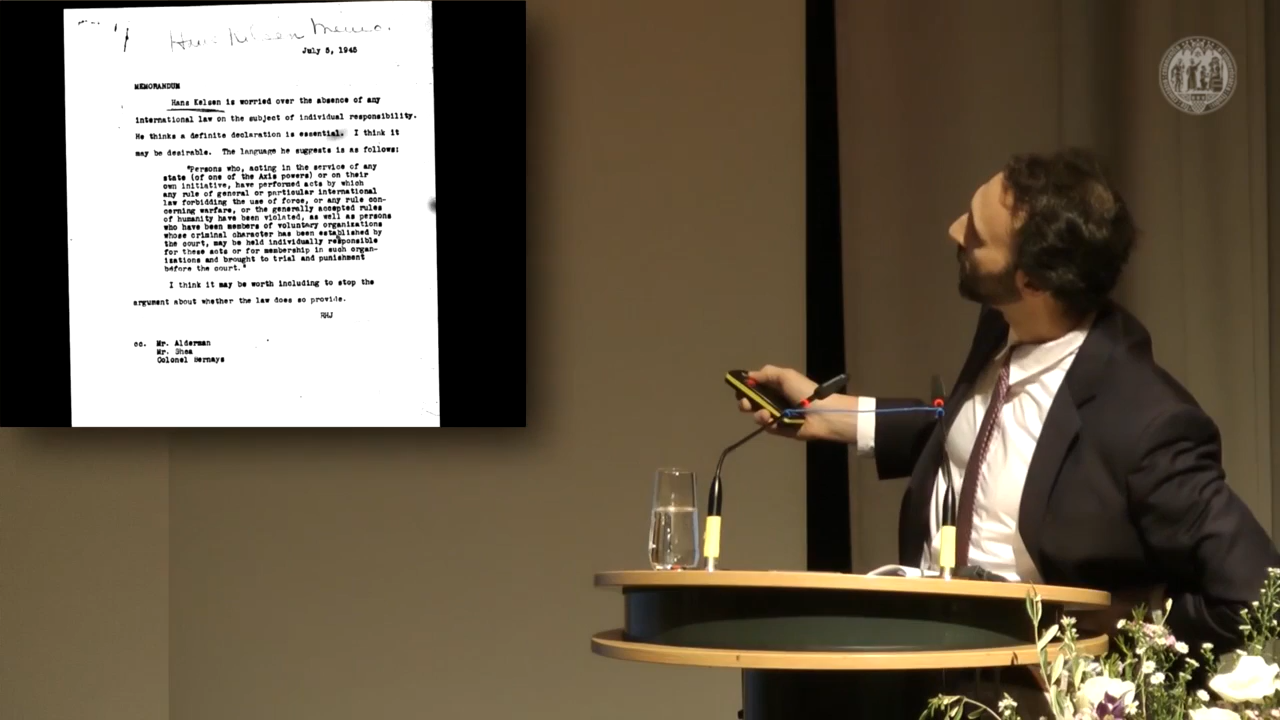 Hans Kelsen Memo.
July 5, 1945
MEMORANDUM
Hans Kelsen is worried over the absence of any
international law on the subject of individual responsibility.
He thinks a definite declaration is essential. I think it
may be desirable. The language he suggests is as follows:
"Persons who, acting in the service of any
state (of one of the Axis powers) or on their
own initiative, have performed acts by which
any rule of general or particular international
law forbidding the use of force, or any rule con-
cerning warfare, or the generally accepted rules
of humanity have been violated, as well as persons
who have been members of voluntary organizations
whose criminal character has been established by
the court, may be held individually responsible
for these acts or for membership in such organ-
izations and brought to trial and punishment
before the court."
I think it may be worth including to stop the
argument about whether the law does so provide.
RHJ
cc. Mr. Alderman
Mr. Shea
Colonel Bernays